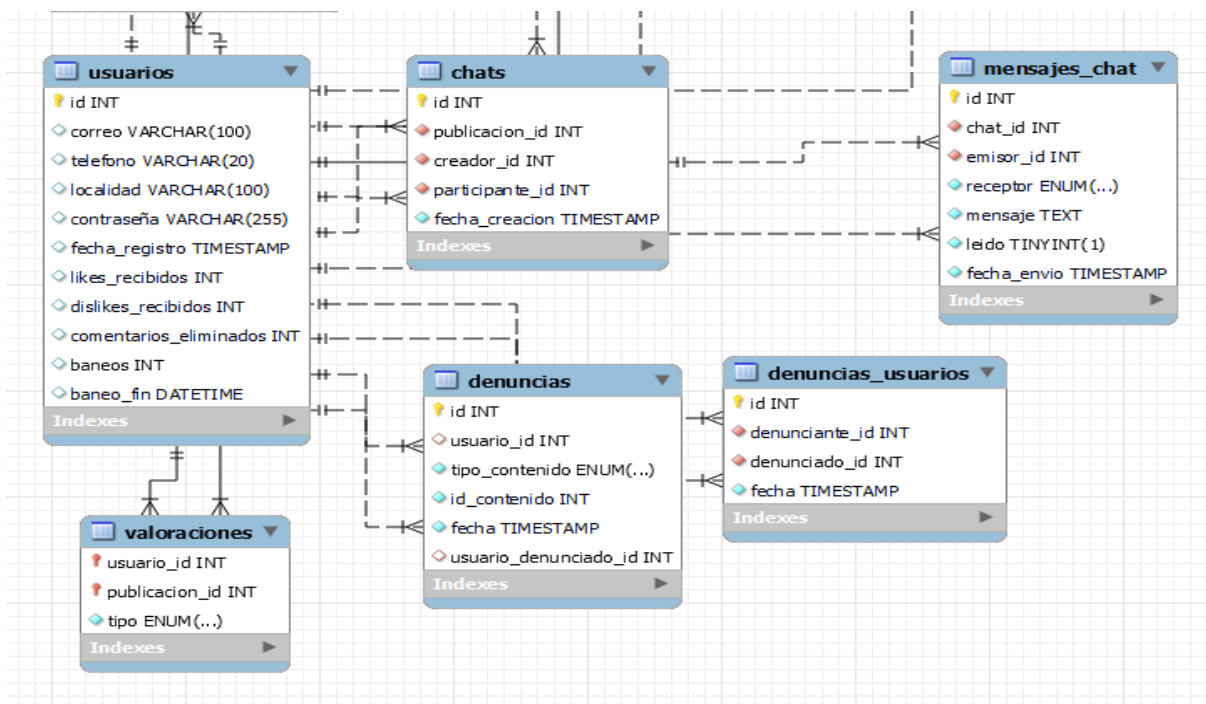 usuarios
id INT
correo VARCHAR(100)
telefono VARCHAR(20)
localidad VARCHAR(100)
contraseña VARCHAR(255)
fecha_registro TIMESTAMP
likes_recibidos INT
dislikes_recibidos INT
comentarios_eliminados INT
baneos INT
baneo_fin DATETIME
Indexes
chats
id INT
publicacion_id INT
creador_id INT
participante_id INT
fecha_creacion TIMESTAMP
Indexes
mensajes_chat
id INT
chat_id INT
emisor_id INT
receptor ENUM(...)
mensaje TEXT
leido TINYINT(1)
fecha_envio TIMESTAMP
Indexes
denuncias
id INT
usuario_id INT
tipo_contenido ENUM(...)
id_contenido INT
fecha TIMESTAMP
usuario_denunciado_id INT
Indexes
denuncias_usuarios
id INT
denunciante_id INT
denunciado_id INT
fecha TIMESTAMP
Indexes
valoraciones
usuario_id INT
publicacion_id INT
tipo ENUM(...)
Indexes